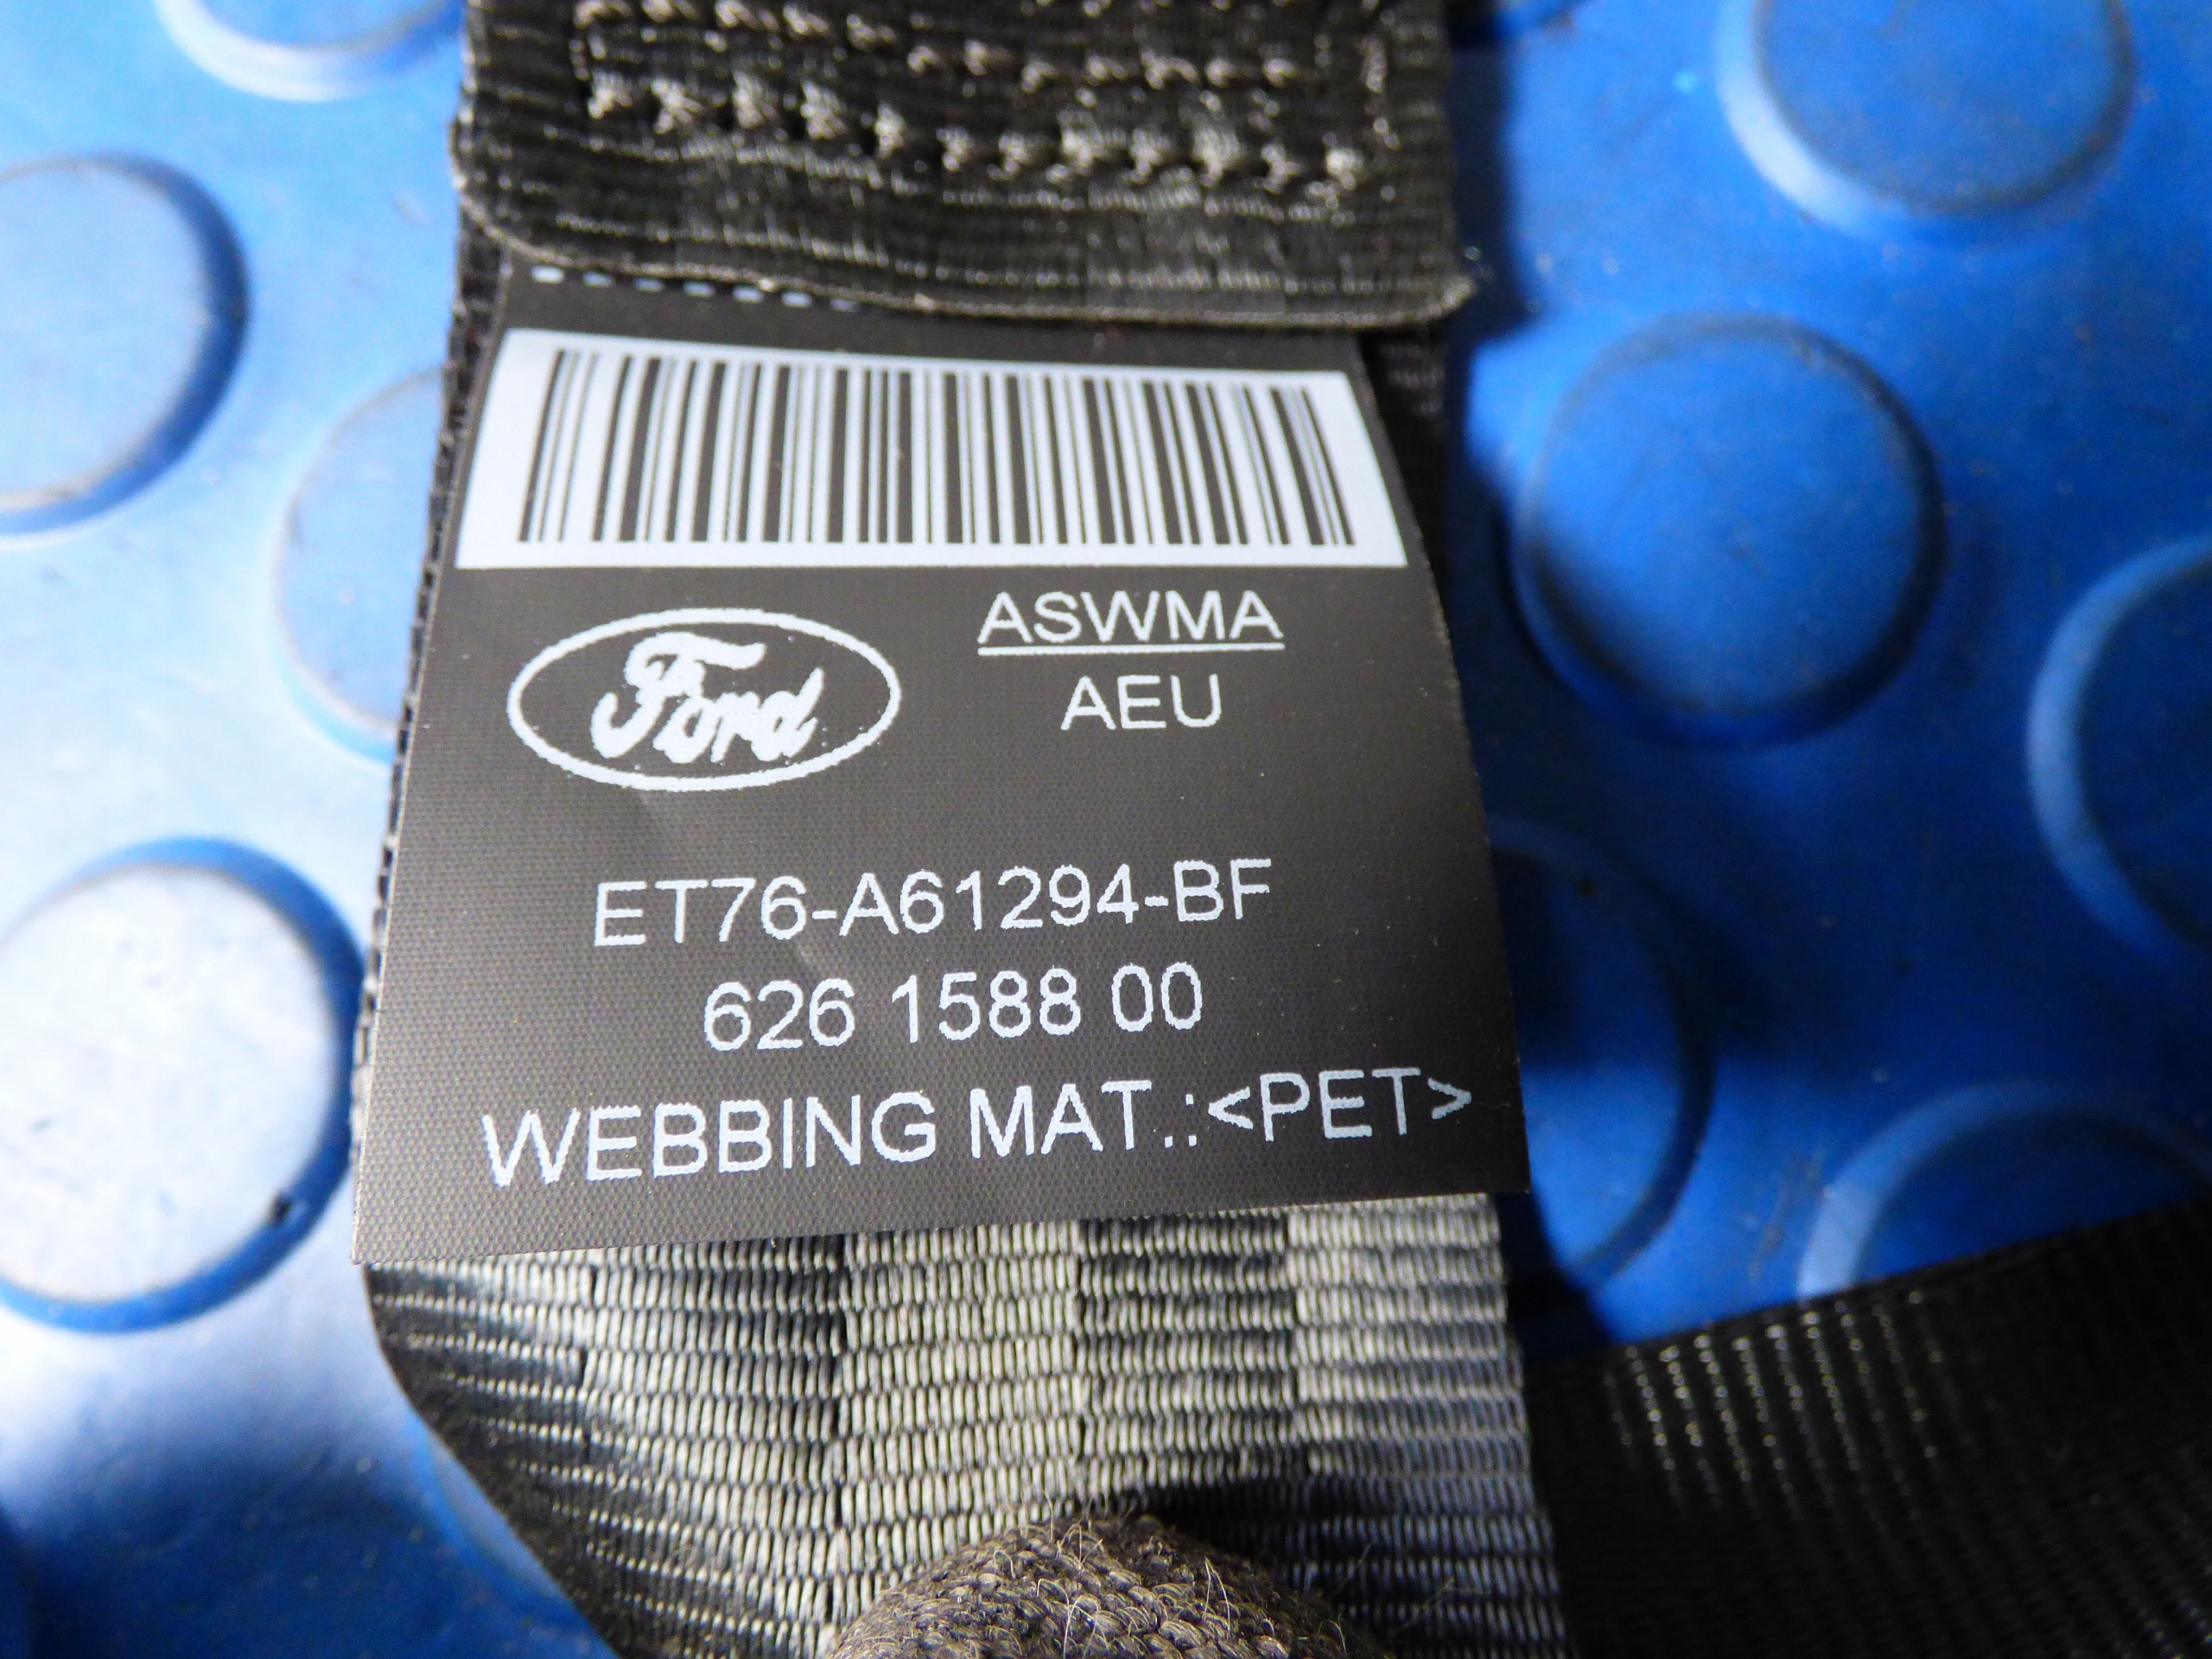 Ford
ASWMA
AEU
ET76-A61294-BF
626 1588 00
WEBBING MAT.:<PET>